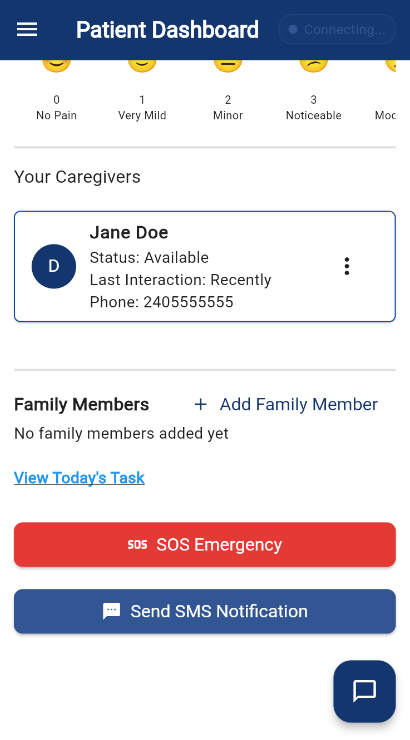 Patient Dashboard
Connecting...
0 1 2 3
No Pain Very Mild Minor Noticeable
Your Caregivers
D
Jane Doe
Status: Available
Last Interaction: Recently
Phone: 2405555555
Family Members
+ Add Family Member
No family members added yet
View Today's Task
SOS SOS Emergency
Send SMS Notification